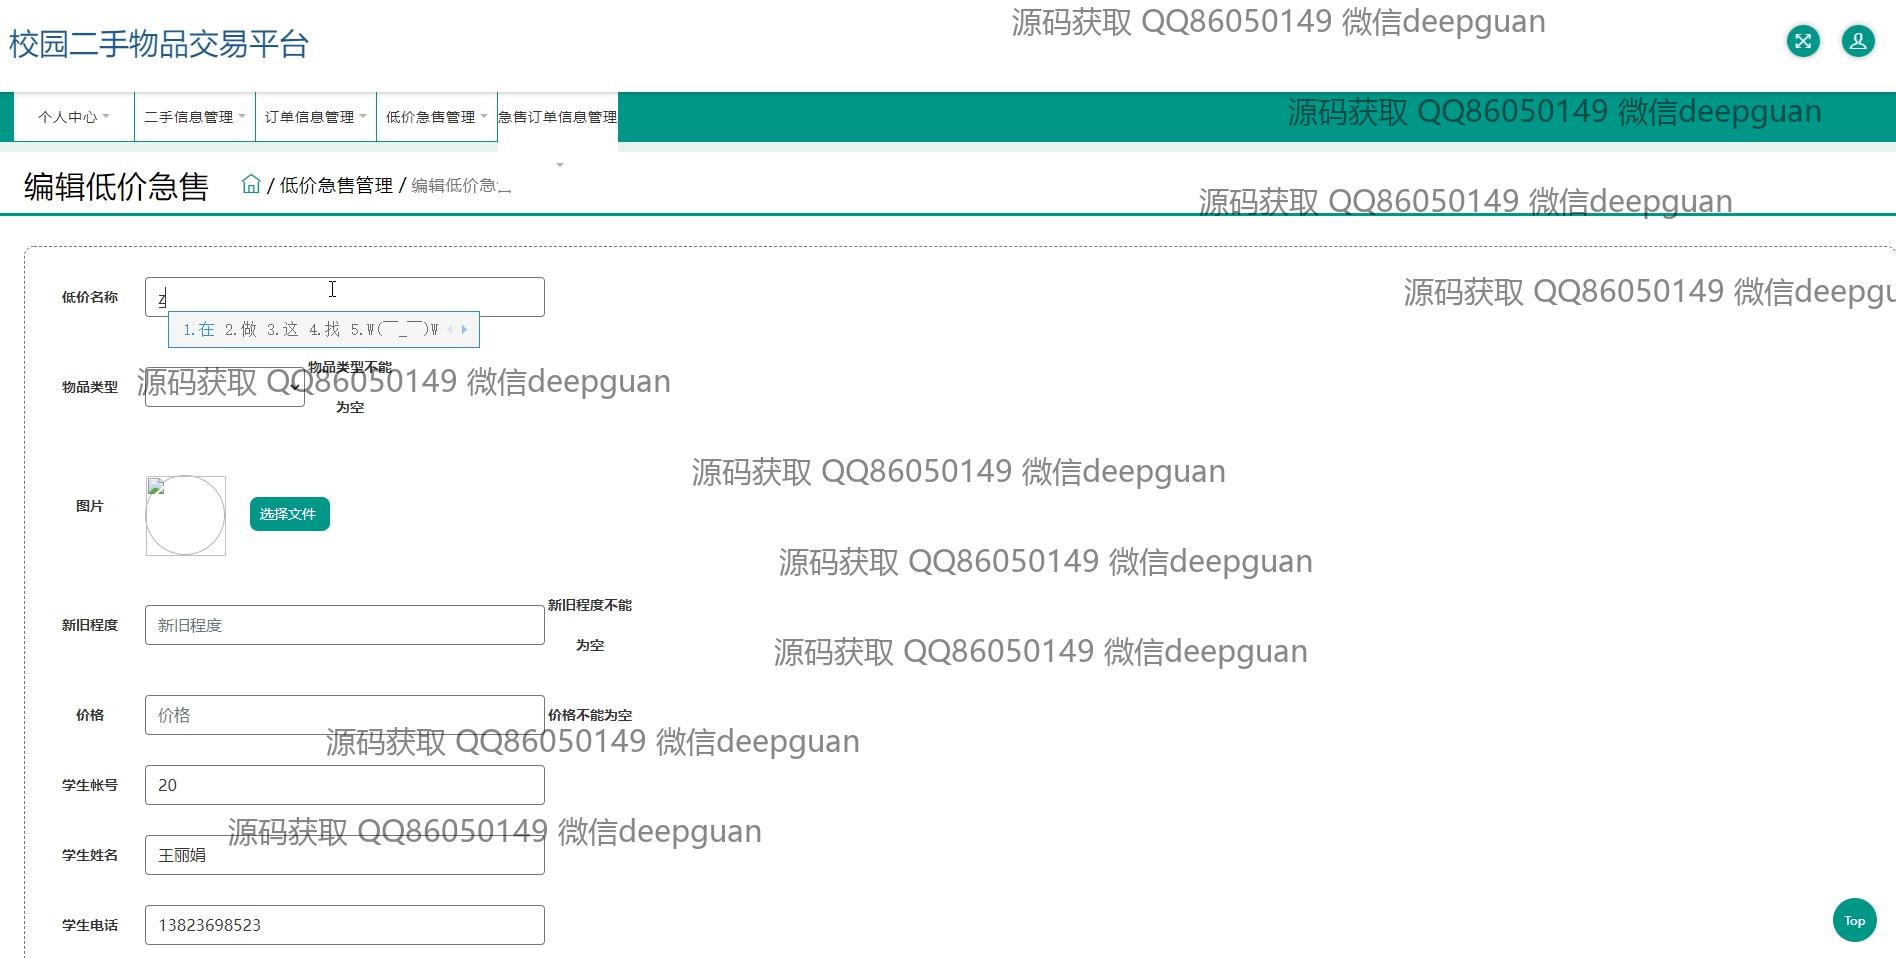 源码获取 QQ86050149 微信deepguan
校园二手物品交易平台
个人中心 二手信息管理 订单信息管理 低价急售管理 急售订单信息管理
源码获取 QQ86050149 微信deepguan
编辑低价急售 / 低价急售管理 / 编辑低价急
源码获取 QQ86050149 微信deepguan
源码获取 QQ86050149 微信deepgu
低价名称 z
1.在 2.做 3.这 4.找 5.W(￣_￣)W
物品类型 物品类型不能
为空
源码获取 QQ86050149 微信deepguan
源码获取 QQ86050149 微信deepguan
图片 选择文件
源码获取 QQ86050149 微信deepguan
新旧程度 新旧程度 新旧程度不能
为空
源码获取 QQ86050149 微信deepguan
价格 价格 价格不能为空
源码获取 QQ86050149 微信deepguan
学生帐号 20
源码获取 QQ86050149 微信deepguan
学生姓名 王丽娟
学生电话 13823698523
Top